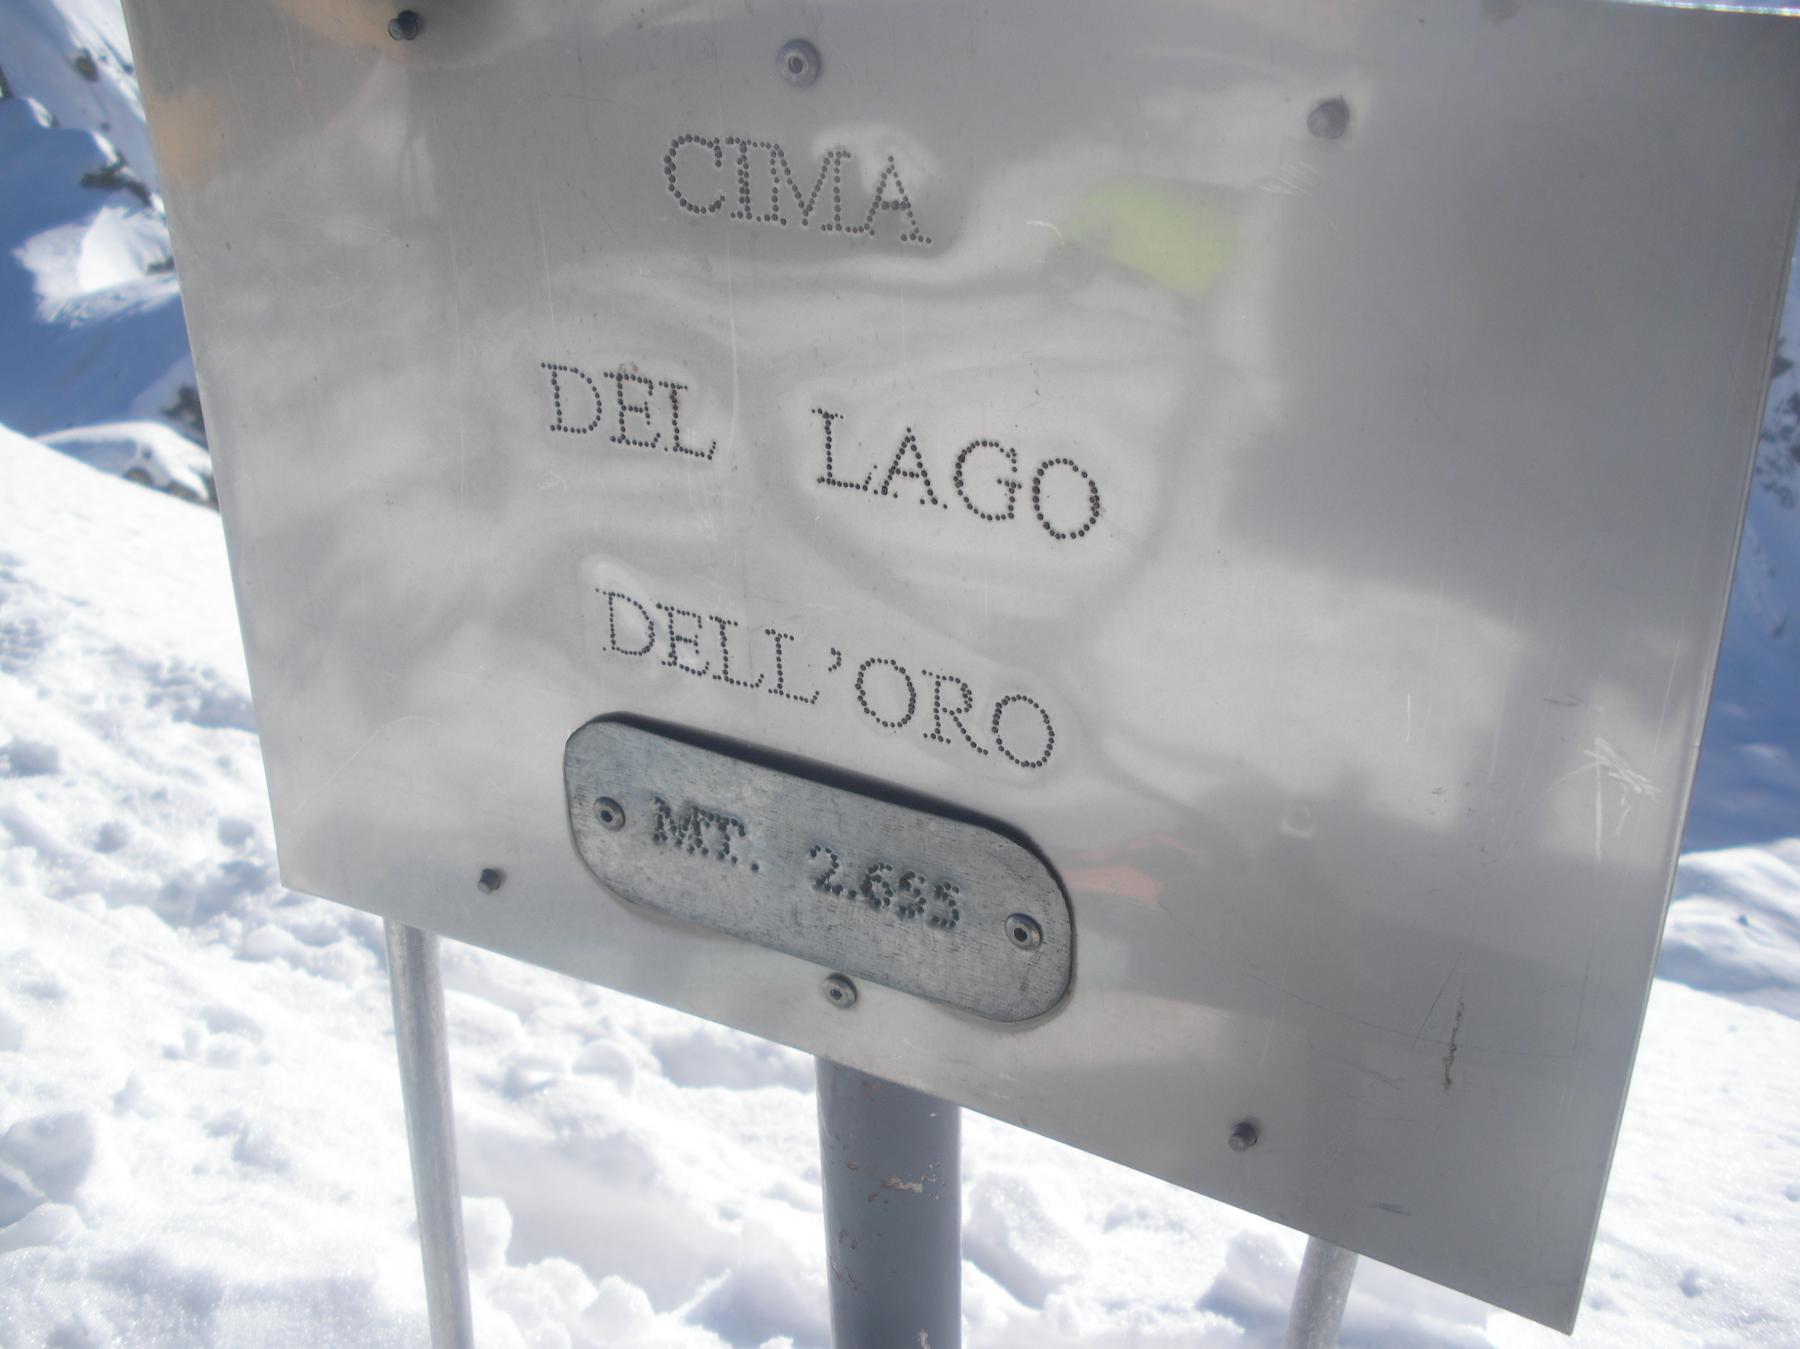 CIMA
DEL LAGO
DELL'ORO
MT. 2.695